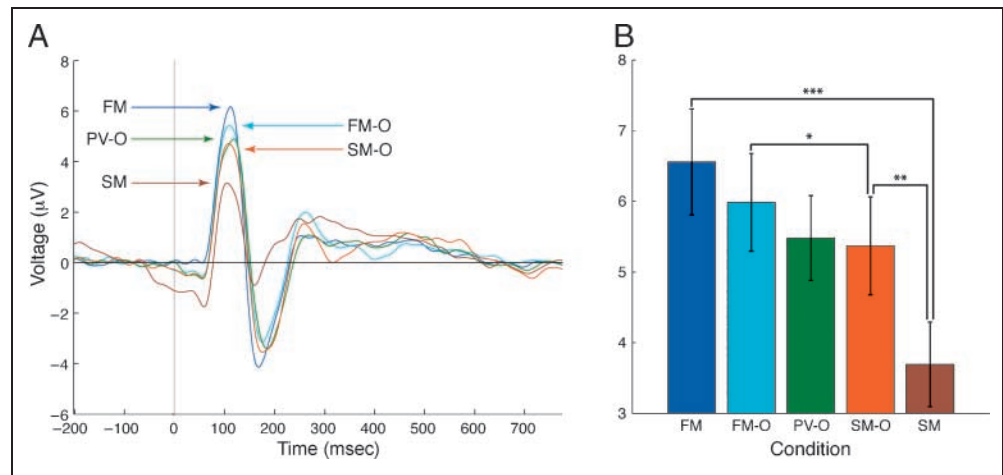 A
8
6
4
2
0
−2
−4
−6
Voltage (µV)
FM
PV-O
SM
FM-O
SM-O
−200 −100 0 100 200 300 400 500 600 700
Time (msec)
B
8
7
6
5
4
3
***
*
**
FM FM-O PV-O SM-O SM
Condition